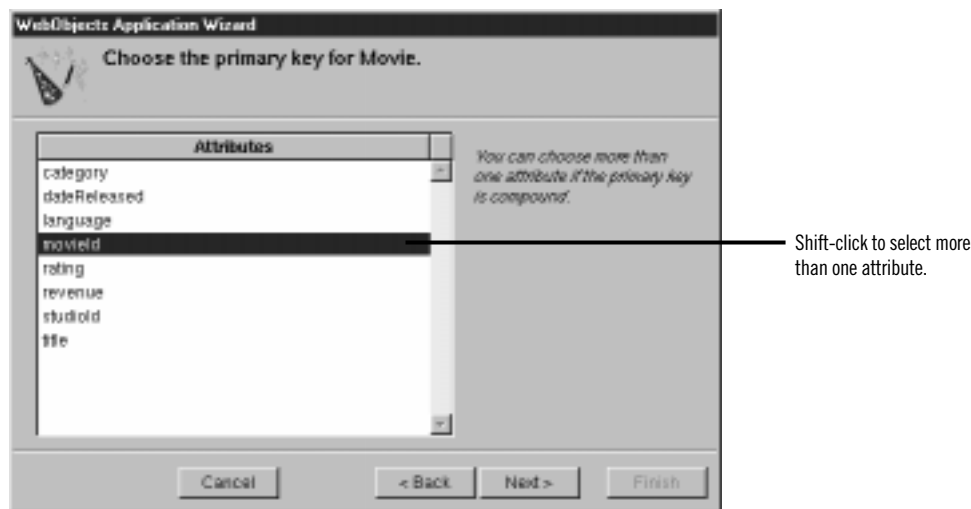 WebObjects Application Wizard
Choose the primary key for Movie.
Attributes
category
dateReleased
language
movieId
rating
revenue
studioId
title
You can choose more than
one attribute if the primary key
is compound.
Shift-click to select more
than one attribute.
Cancel
< Back
Next >
Finish